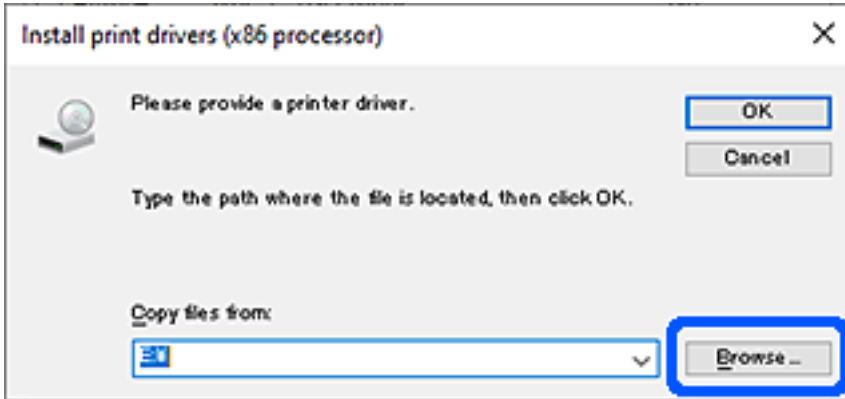 Install print drivers (x86 processor)
Please provide a printer driver.
OK
Cancel
Type the path where the file is located, then click OK.
Copy files from:
Browse...